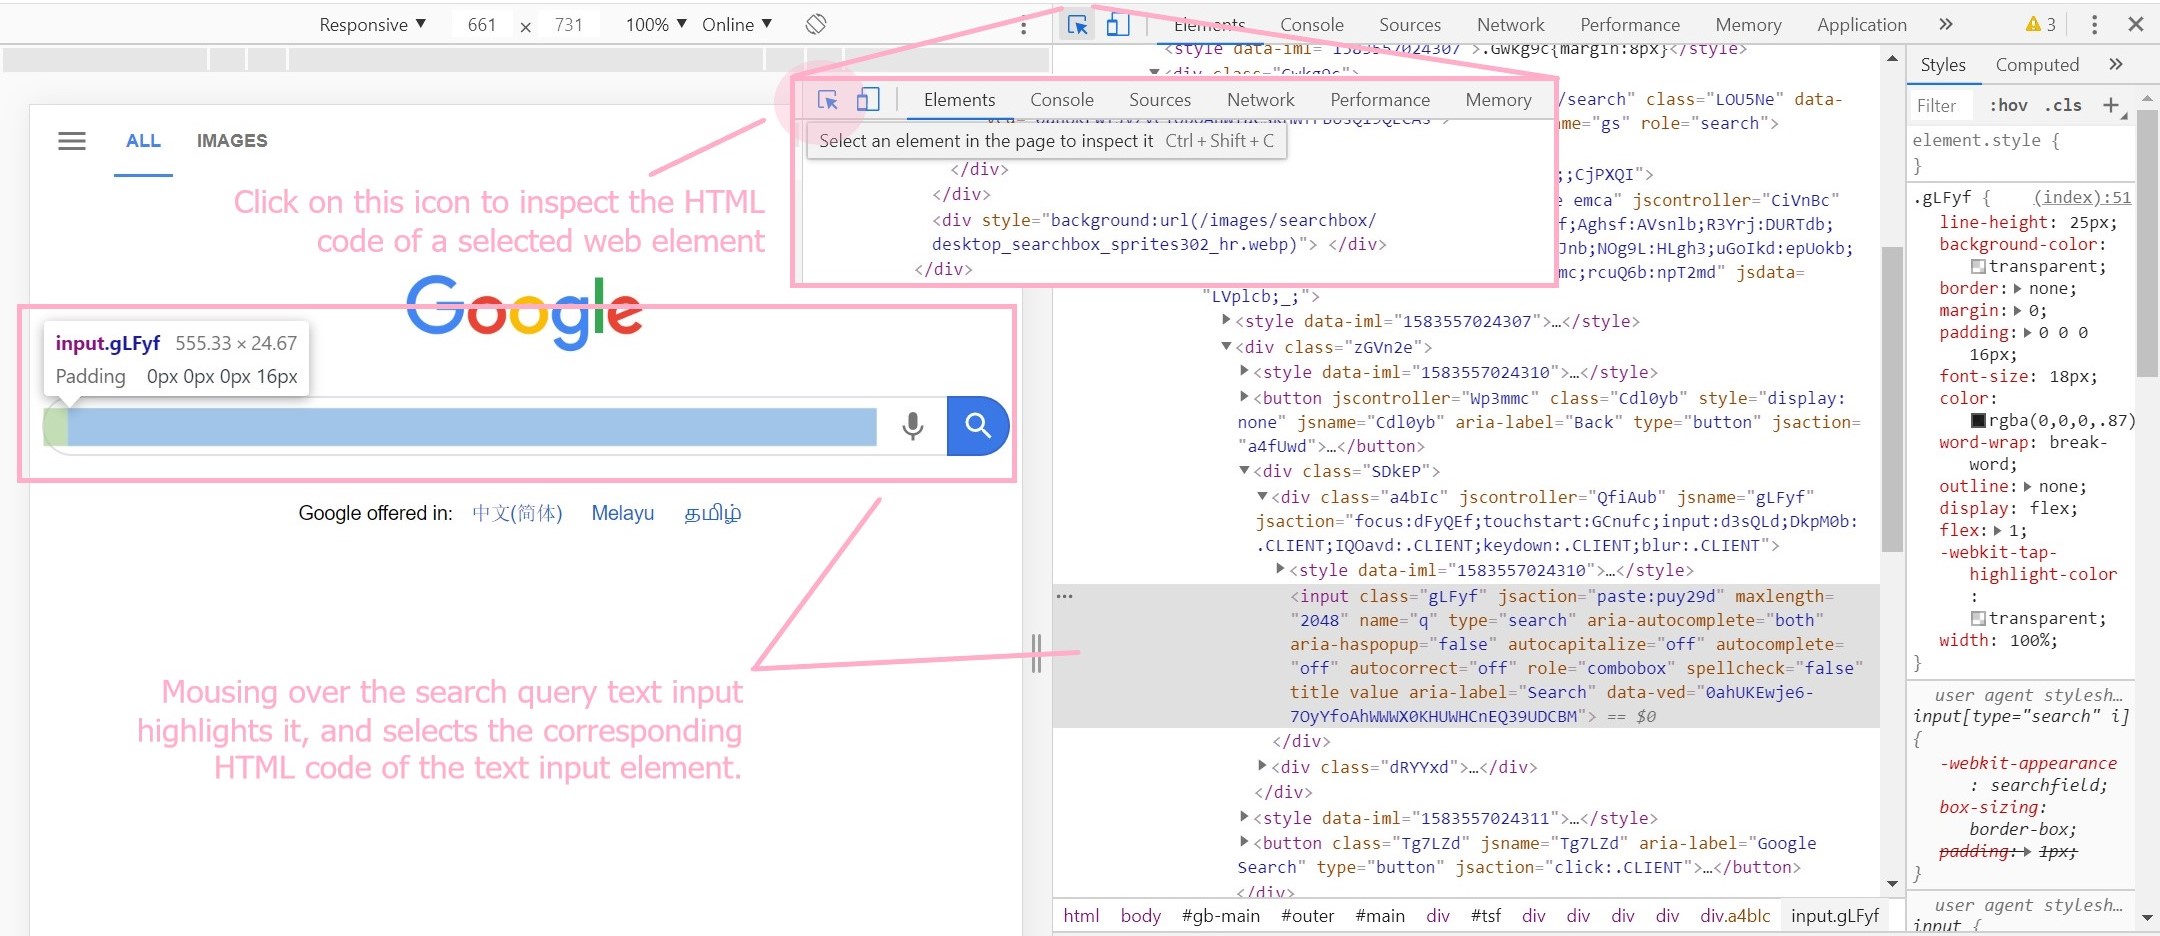 Responsive ▼ 661 × 731 100% ▼ Online ▼
Elements Console Sources Network Performance Memory Application » 3
ALL IMAGES
Click on this icon to inspect the HTML
code of a selected web element
Google
input.gLFyf 555.33 × 24.67
Padding 0px 0px 0px 16px
Google offered in: 中文(简体) Melayu தமிழ்
Mousing over the search query text input
highlights it, and selects the corresponding
HTML code of the text input element.
Elements Console Sources Network Performance Memory
Select an element in the page to inspect it Ctrl + Shift + C
</div>
</div>
<div style="background:url(/images/searchbox/
desktop_searchbox_sprites302_hr.webp)"> </div>
</div>
<style data-iml="1583557024307">.Gwkg9c{margin:8px}</style>
▼<div class="Gwkg9c">
/search" class="LOU5Ne" data-
me="gs" role="search">
;;CjPXQI">
e emca" jscontroller="CiVnBc"
f;Aghsf:AVsnlb;R3Yrj:DURTdb;
Jnb;NOg9L:HLgh3;uGoIkd:epUokb;
mc;rcuQ6b:npT2md" jsdata=
"LVplcb;_;">
▶<style data-iml="1583557024307">…</style>
▼<div class="zGVn2e">
▶<style data-iml="1583557024310">…</style>
▶<button jscontroller="Wp3mmc" class="Cdl0yb" style="display:
none" jsname="Cdl0yb" aria-label="Back" type="button" jsaction=
"a4fUwd">…</button>
▼<div class="SDkEP">
▼<div class="a4bIc" jscontroller="QfiAub" jsname="gLFyf"
jsaction="focus:dFyQEf;touchstart:GCnufc;input:d3sQLd;DkpM0b:
.CLIENT;IQOavd:.CLIENT;keydown:.CLIENT;blur:.CLIENT">
▶<style data-iml="1583557024310">…</style>
<input class="gLFyf" jsaction="paste:puy29d" maxlength=
"2048" name="q" type="search" aria-autocomplete="both"
aria-haspopup="false" autocapitalize="off" autocomplete=
"off" autocorrect="off" role="combobox" spellcheck="false"
title value aria-label="Search" data-ved="0ahUKEwje6-
7OyYfoAhWWWX0KHUWHCnEQ39UDCBM"> == $0
</div>
▶<div class="dRYYxd">…</div>
</div>
▶<style data-iml="1583557024311">…</style>
▶<button class="Tg7LZd" jsname="Tg7LZd" aria-label="Google
Search" type="button" jsaction="click:.CLIENT">…</button>
</div>
html body #gb-main #outer #main div #tsf div div div div div.a4bIc input.gLFyf
Styles Computed »
Filter :hov .cls +
element.style {
}
.gLFyf { (index):51
line-height: 25px;
background-color:
transparent;
border:▶ none;
margin:▶ 0;
padding:▶ 0 0 0
16px;
font-size: 18px;
color:
rgba(0,0,0,.87)
word-wrap: break-
word;
outline:▶ none;
display: flex;
flex:▶ 1;
-webkit-tap-
highlight-color
:
transparent;
width: 100%;
}
user agent stylesh…
input[type="search" i]
{
-webkit-appearance
: searchfield;
box-sizing:
border-box;
padding:▶ 1px;
}
user agent stylesh…
input {